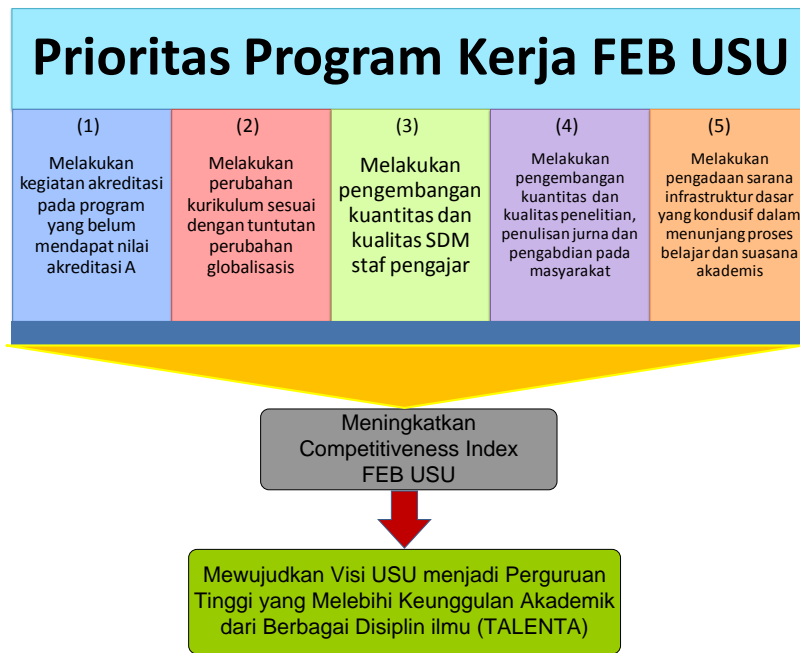 Prioritas Program Kerja FEB USU
(1)
Melakukan
kegiatan akreditasi
pada program
yang belum
mendapat nilai
akreditasi A
(2)
Melakukan
perubahan
kurikulum sesuai
dengan tuntutan
perubahan
globalisasis
(3)
Melakukan
pengembangan
kuantitas dan
kualitas SDM
staf pengajar
(4)
Melakukan
pengembangan
kuantitas dan
kualitas penelitian,
penulisan jurna dan
pengabdian pada
masyarakat
(5)
Melakukan
pengadaan sarana
infrastruktur dasar
yang kondusif dalam
menunjang proses
belajar dan suasana
akademis
Meningkatkan
Competitiveness Index
FEB USU
Mewujudkan Visi USU menjadi Perguruan
Tinggi yang Melebihi Keunggulan Akademik
dari Berbagai Disiplin ilmu (TALENTA)